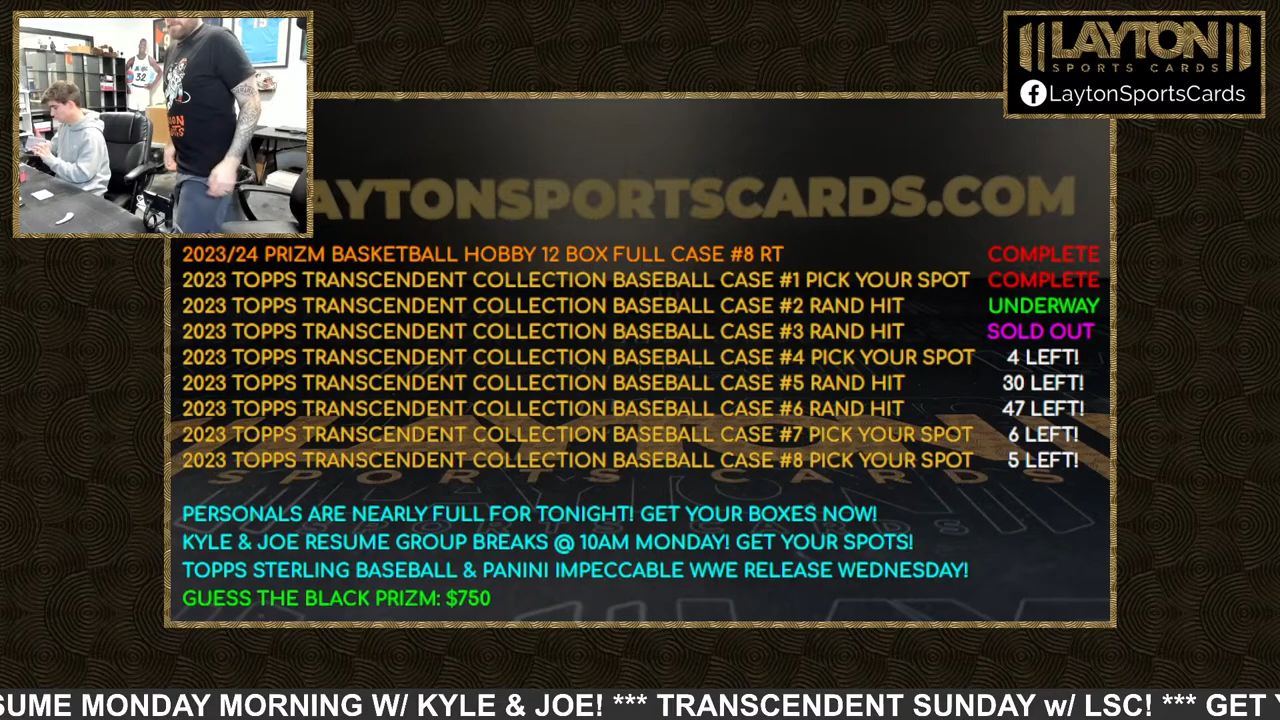 LAYTON
SPORTS CARDS
LaytonSportsCards
32
15
AYTONSPORTSCARDS.COM
2023/24 PRIZM BASKETBALL HOBBY 12 BOX FULL CASE #8 RT COMPLETE
2023 TOPPS TRANSCENDENT COLLECTION BASEBALL CASE #1 PICK YOUR SPOT COMPLETE
2023 TOPPS TRANSCENDENT COLLECTION BASEBALL CASE #2 RAND HIT UNDERWAY
2023 TOPPS TRANSCENDENT COLLECTION BASEBALL CASE #3 RAND HIT SOLD OUT
2023 TOPPS TRANSCENDENT COLLECTION BASEBALL CASE #4 PICK YOUR SPOT 4 LEFT!
2023 TOPPS TRANSCENDENT COLLECTION BASEBALL CASE #5 RAND HIT 30 LEFT!
2023 TOPPS TRANSCENDENT COLLECTION BASEBALL CASE #6 RAND HIT 47 LEFT!
2023 TOPPS TRANSCENDENT COLLECTION BASEBALL CASE #7 PICK YOUR SPOT 6 LEFT!
2023 TOPPS TRANSCENDENT COLLECTION BASEBALL CASE #8 PICK YOUR SPOT 5 LEFT!
SPORTS CARDS
PERSONALS ARE NEARLY FULL FOR TONIGHT! GET YOUR BOXES NOW!
KYLE & JOE RESUME GROUP BREAKS @ 10AM MONDAY! GET YOUR SPOTS!
TOPPS STERLING BASEBALL & PANINI IMPECCABLE WWE RELEASE WEDNESDAY!
GUESS THE BLACK PRIZM: $750
SUME MONDAY MORNING W/ KYLE & JOE! *** TRANSCENDENT SUNDAY w/ LSC! *** GET